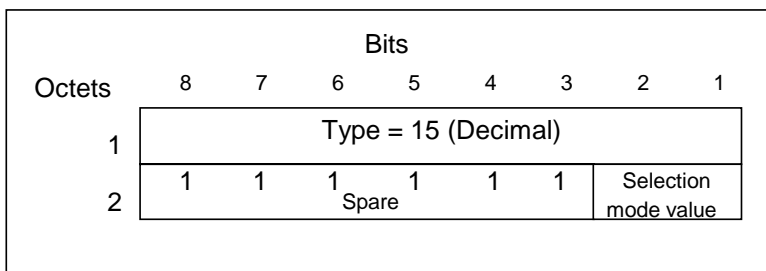 Bits
Octets 8 7 6 5 4 3 2 1
1 Type = 15 (Decimal)
1 1 1 1 1 1 Selection
2 Spare mode value